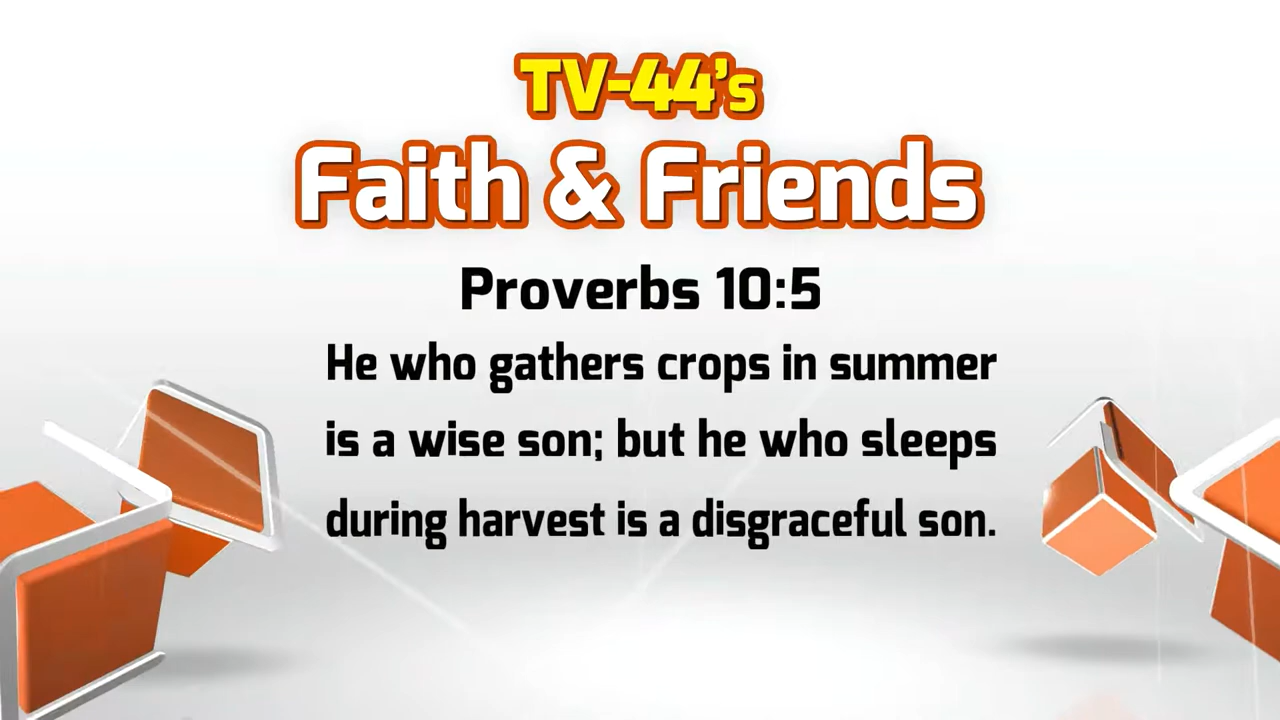 TV-44's
Faith & Friends
Proverbs 10:5
He who gathers crops in summer
is a wise son; but he who sleeps
during harvest is a disgraceful son.